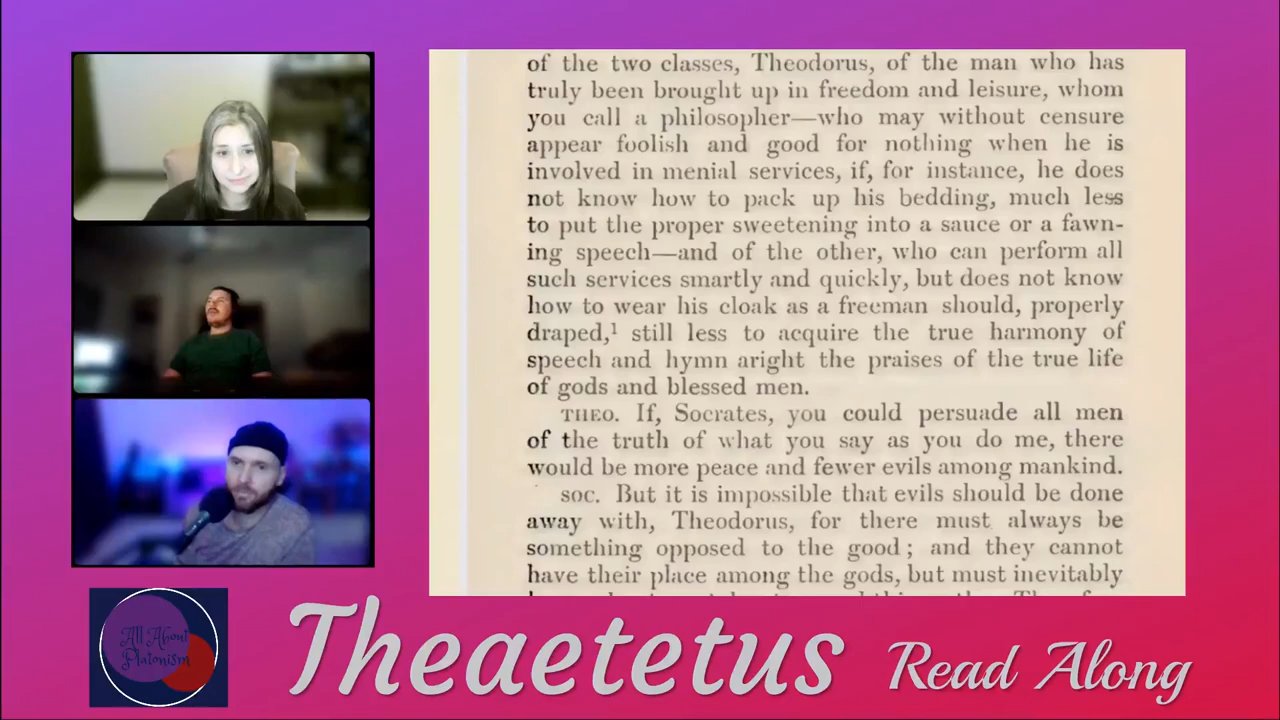 of the two classes, Theodorus, of the man who has
truly been brought up in freedom and leisure, whom
you call a philosopher—who may without censure
appear foolish and good for nothing when he is
involved in menial services, if, for instance, he does
not know how to pack up his bedding, much less
to put the proper sweetening into a sauce or a fawn-
ing speech—and of the other, who can perform all
such services smartly and quickly, but does not know
how to wear his cloak as a freeman should, properly
draped,¹ still less to acquire the true harmony of
speech and hymn aright the praises of the true life
of gods and blessed men.
THEO. If, Socrates, you could persuade all men
of the truth of what you say as you do me, there
would be more peace and fewer evils among mankind.
SOC. But it is impossible that evils should be done
away with, Theodorus, for there must always be
something opposed to the good; and they cannot
have their place among the gods, but must inevitably
All About
Platonism
Theaetetus Read Along